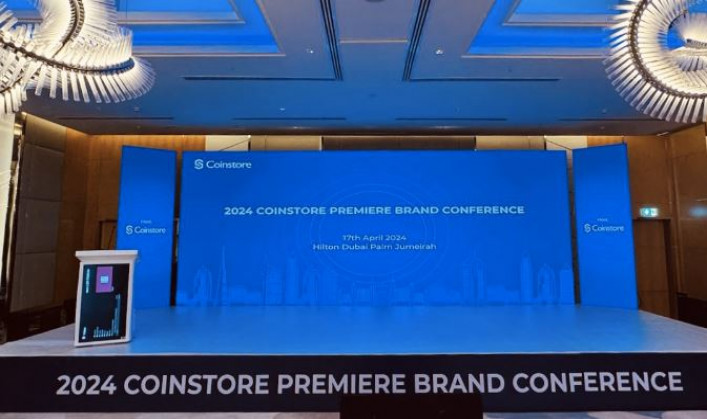 Coinstore
2024 COINSTORE PREMIERE BRAND CONFERENCE
17th April 2024
Hilton Dubai Palm Jumeirah
Coinstore
Coinstore
2024 COINSTORE PREMIERE BRAND CONFERENCE